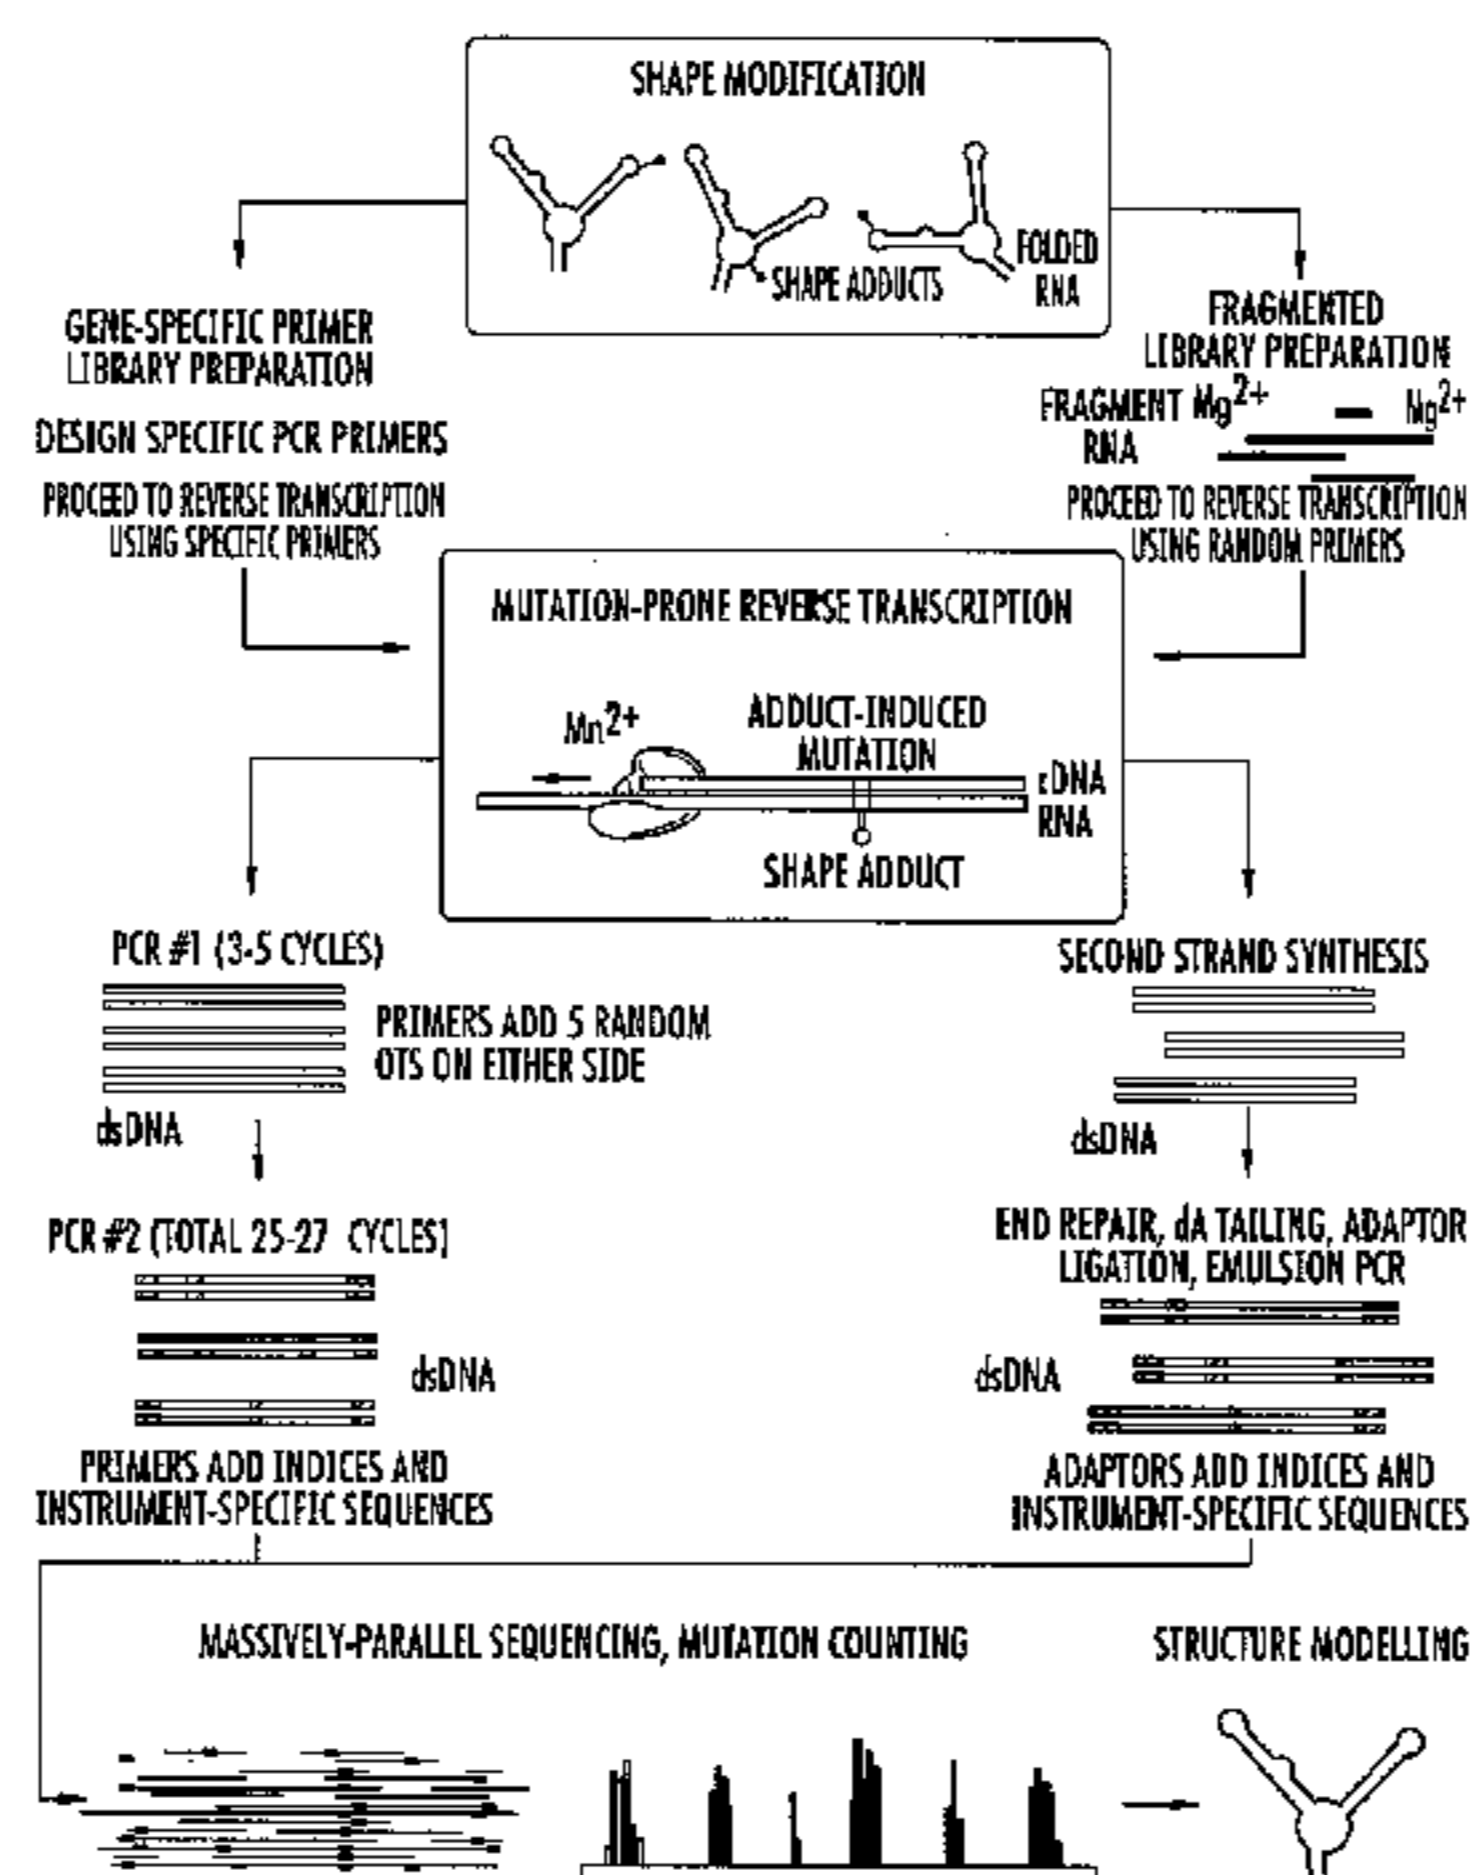 SHAPE MODIFICATION
SHAPE ADDUCTS
FOLDED
RNA
GENE-SPECIFIC PRIMER
LIBRARY PREPARATION
DESIGN SPECIFIC PCR PRIMERS
PROCEED TO REVERSE TRANSCRIPTION
USING SPECIFIC PRIMERS
FRAGMENTED
LIBRARY PREPARATION
FRAGMENT Mg2+ Mg2+
RNA
PROCEED TO REVERSE TRANSCRIPTION
USING RANDOM PRIMERS
MUTATION-PRONE REVERSE TRANSCRIPTION
Mn2+
ADDUCT-INDUCED
MUTATION
cDNA
RNA
SHAPE ADDUCT
PCR #1 (3-5 CYCLES)
PRIMERS ADD 5 RANDOM
OTS ON EITHER SIDE
dsDNA
PCR #2 (TOTAL 25-27 CYCLES)
dsDNA
PRIMERS ADD INDICES AND
INSTRUMENT-SPECIFIC SEQUENCES
SECOND STRAND SYNTHESIS
dsDNA
END REPAIR, dA TAILING, ADAPTOR
LIGATION, EMULSION PCR
dsDNA
ADAPTORS ADD INDICES AND
INSTRUMENT-SPECIFIC SEQUENCES
MASSIVELY-PARALLEL SEQUENCING, MUTATION COUNTING
STRUCTURE MODELLING